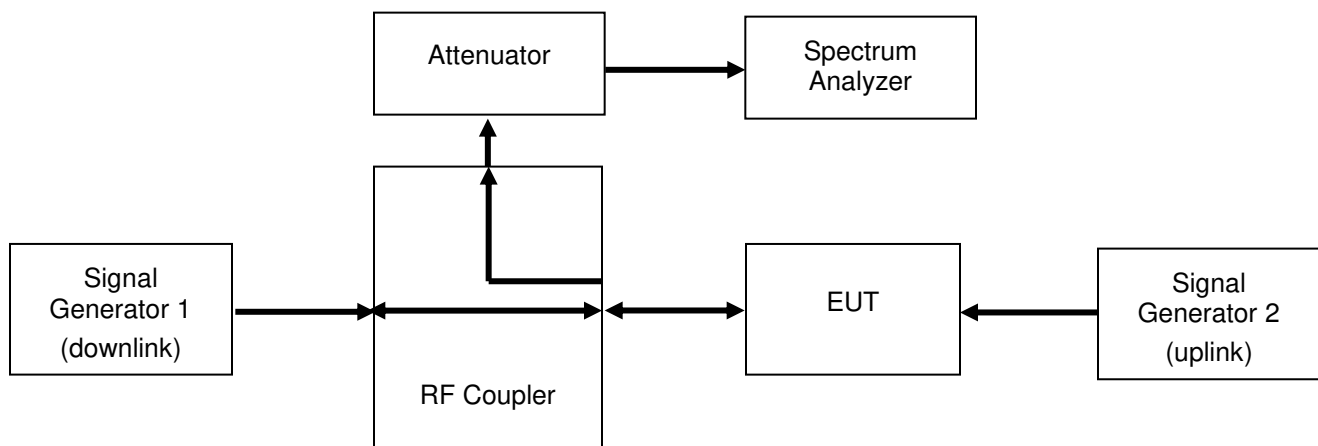 Attenuator
Spectrum
Analyzer
Signal
Generator 1
(downlink)
RF Coupler
EUT
Signal
Generator 2
(uplink)